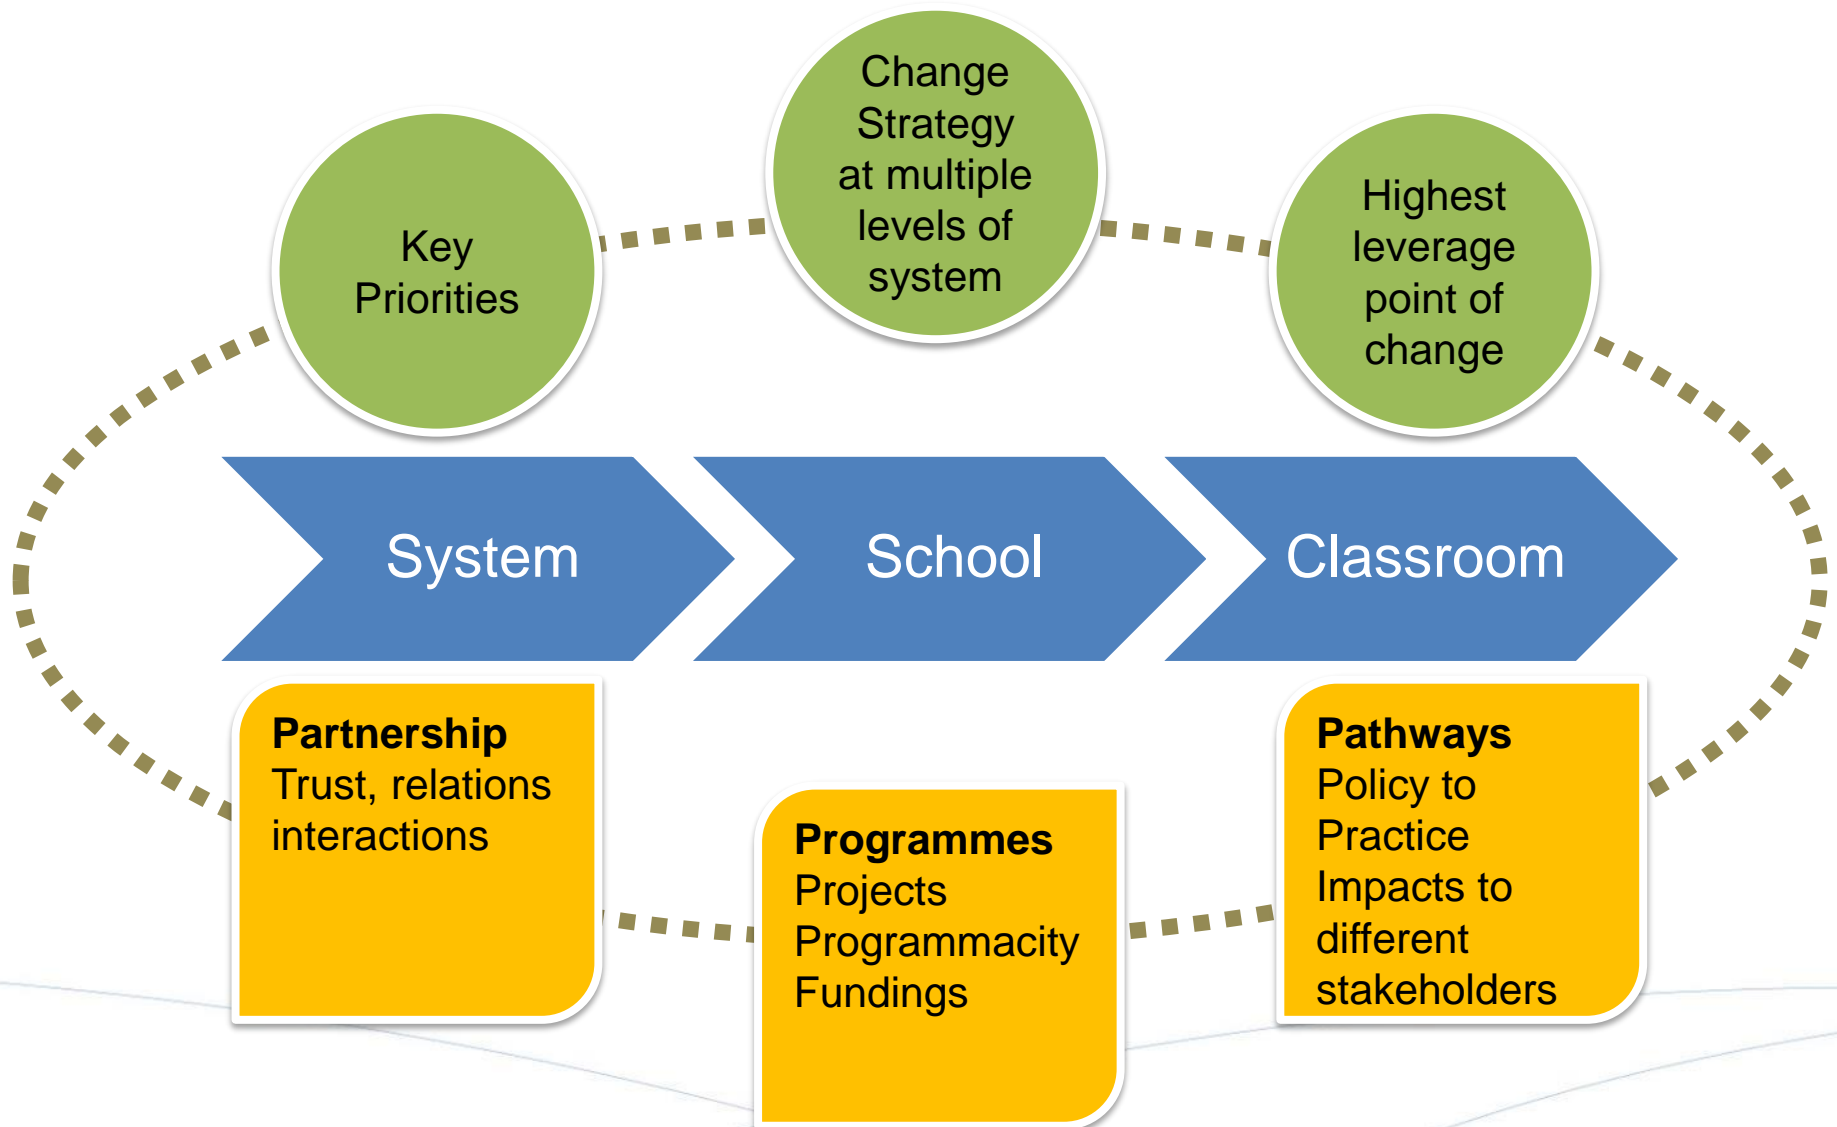 Key
Priorities
Change
Strategy
at multiple
levels of
system
Highest
leverage
point of
change
System
School
Classroom
Partnership
Trust, relations
interactions
Programmes
Projects
Programmacity
Fundings
Pathways
Policy to
Practice
Impacts to
different
stakeholders